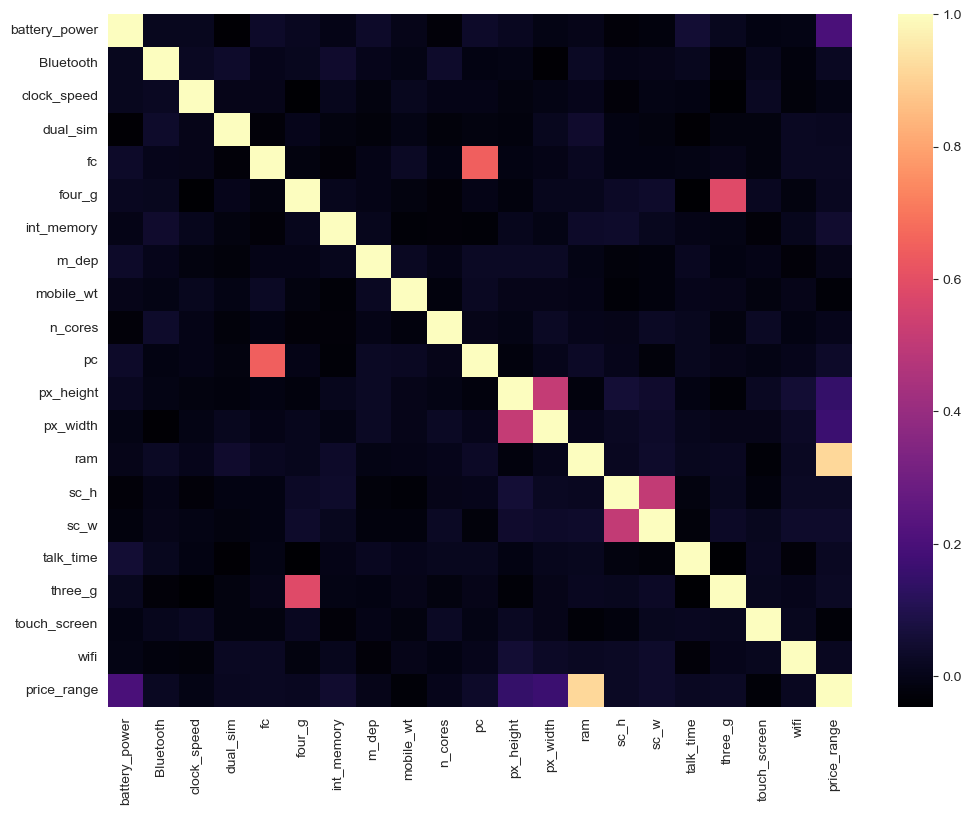 battery_power
Bluetooth
clock_speed
dual_sim
fc
four_g
int_memory
m_dep
mobile_wt
n_cores
pc
px_height
px_width
ram
sc_h
sc_w
talk_time
three_g
touch_screen
wifi
price_range
battery_power
Bluetooth
clock_speed
dual_sim
fc
four_g
int_memory
m_dep
mobile_wt
n_cores
pc
px_height
px_width
ram
sc_h
sc_w
talk_time
three_g
touch_screen
wifi
price_range
1.0
0.8
0.6
0.4
0.2
0.0